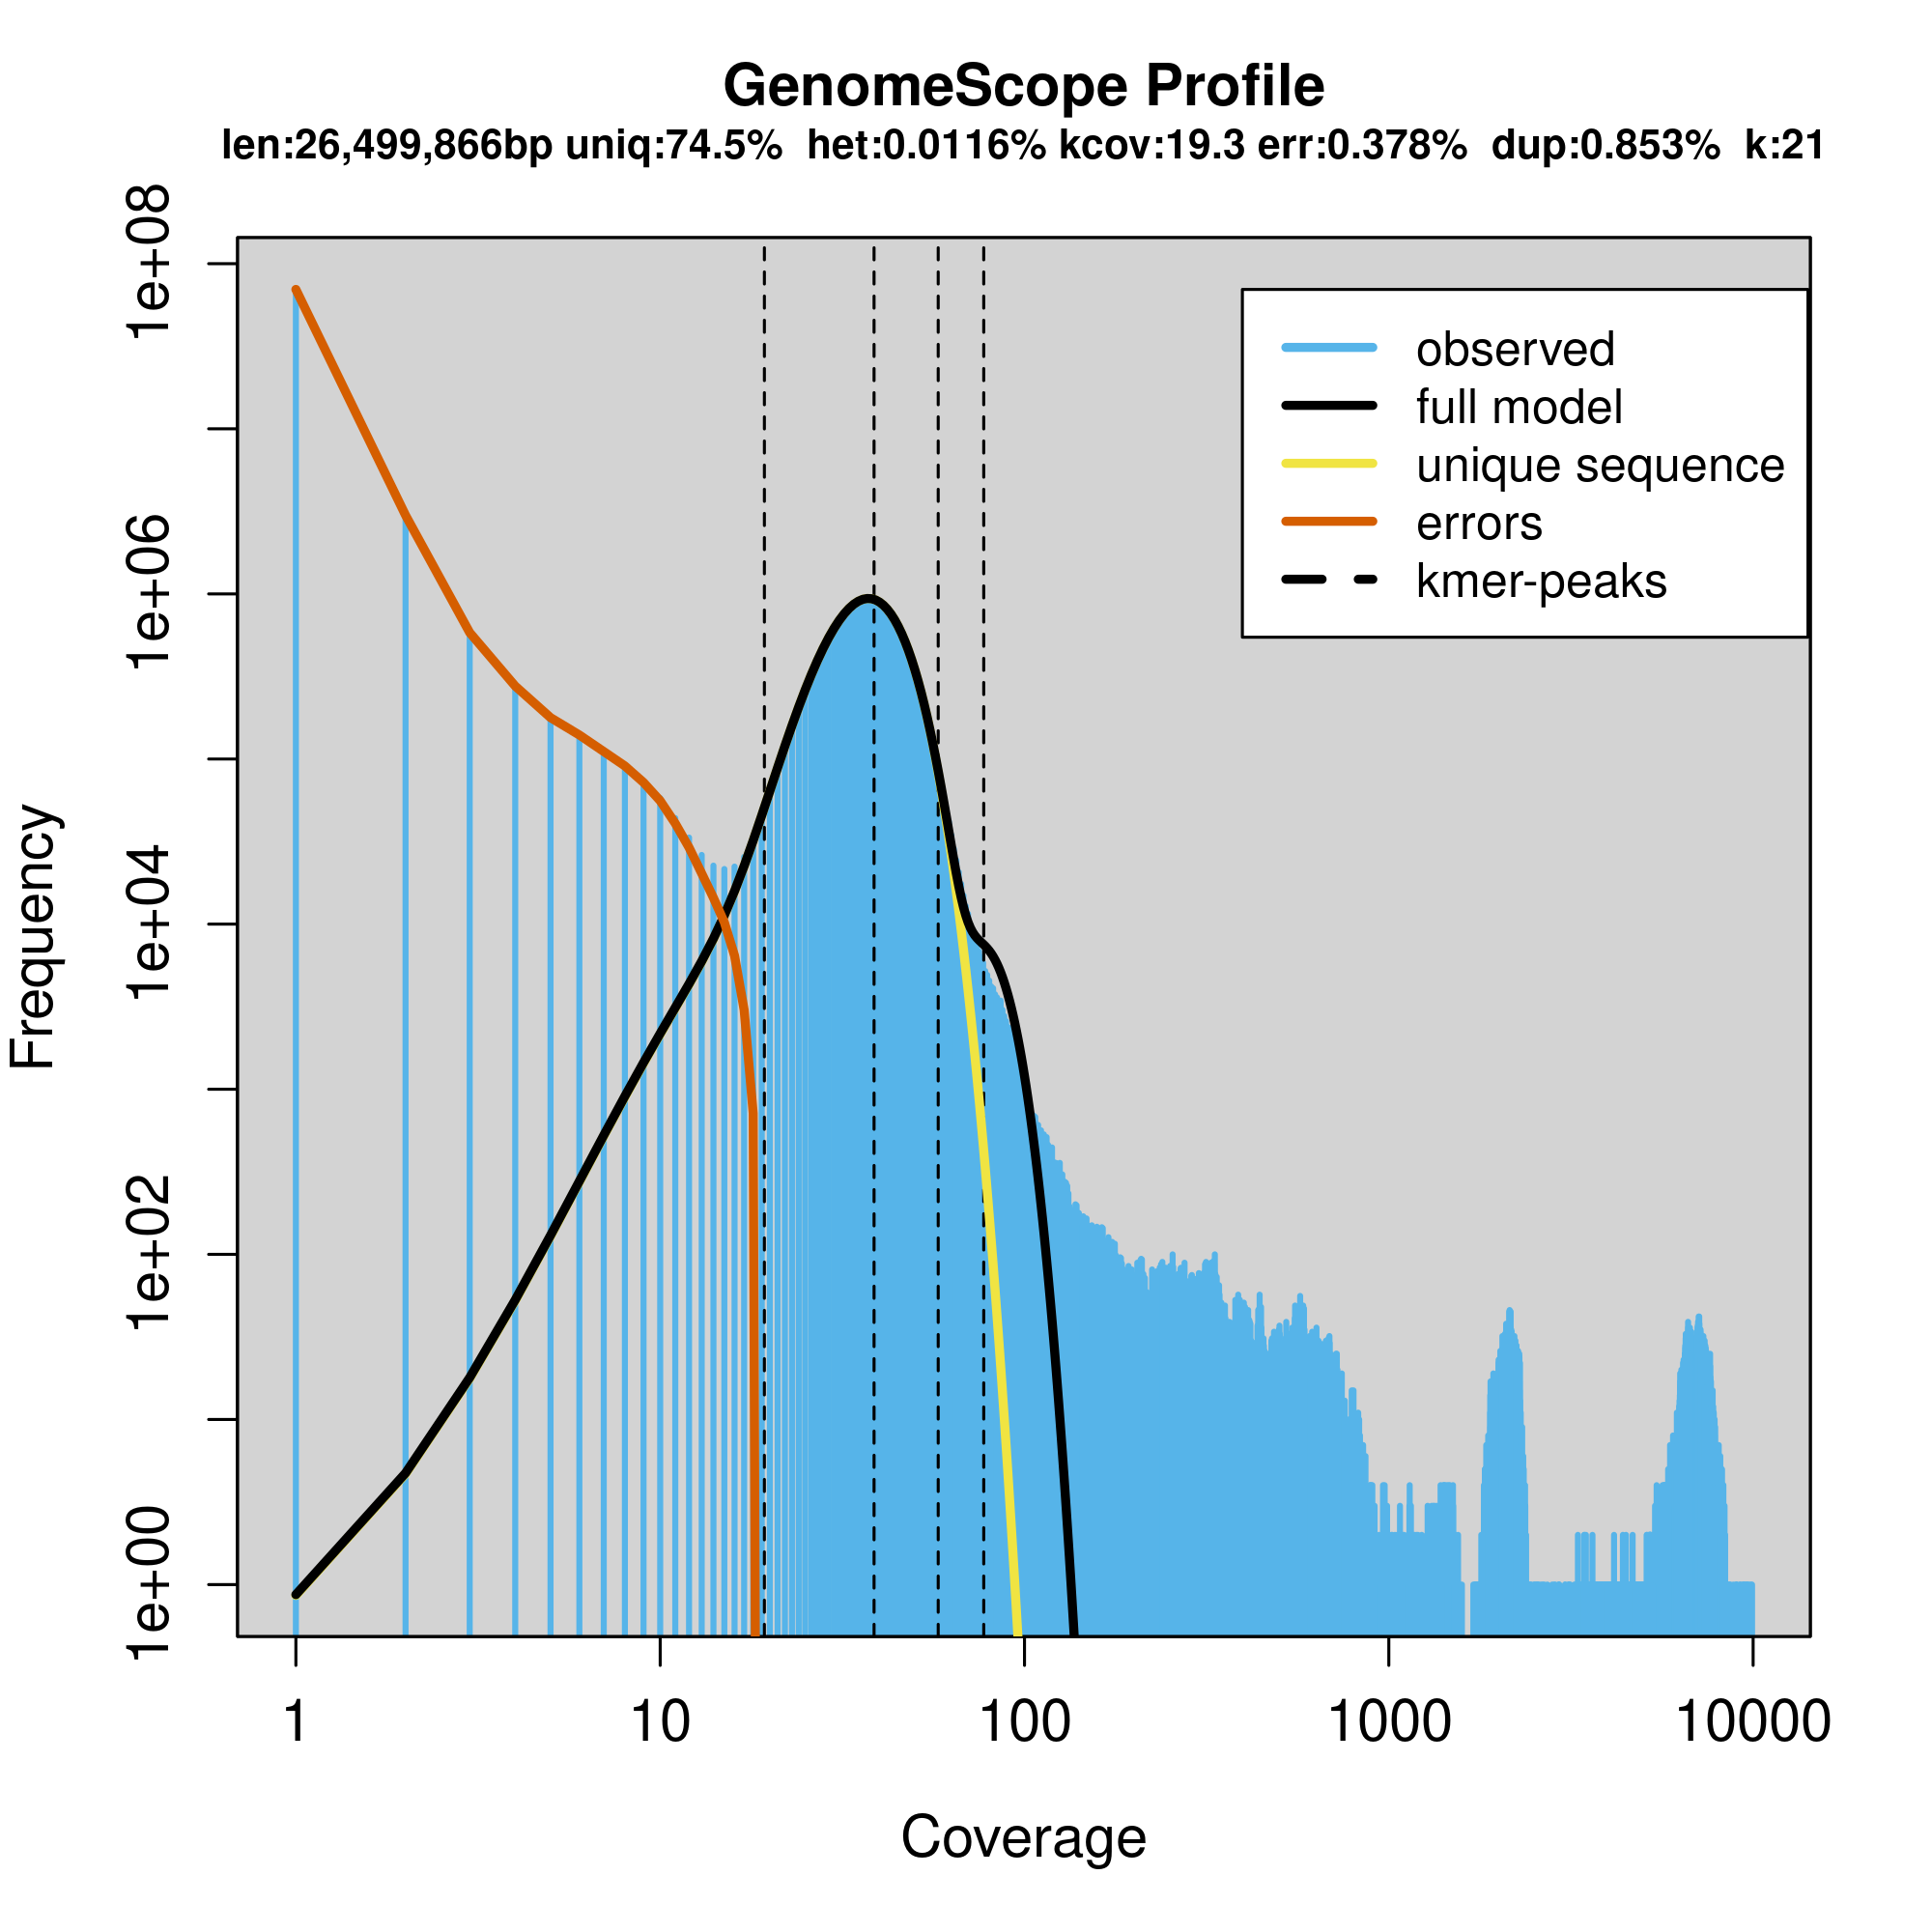 GenomeScope Profile
len:26,499,866bp uniq:74.5% het:0.0116% kcov:19.3 err:0.378% dup:0.853% k:21
1e+08
1e+06
1e+04
1e+02
1e+00
Frequency
observed
full model
unique sequence
errors
kmer-peaks
1 10 100 1000 10000
Coverage